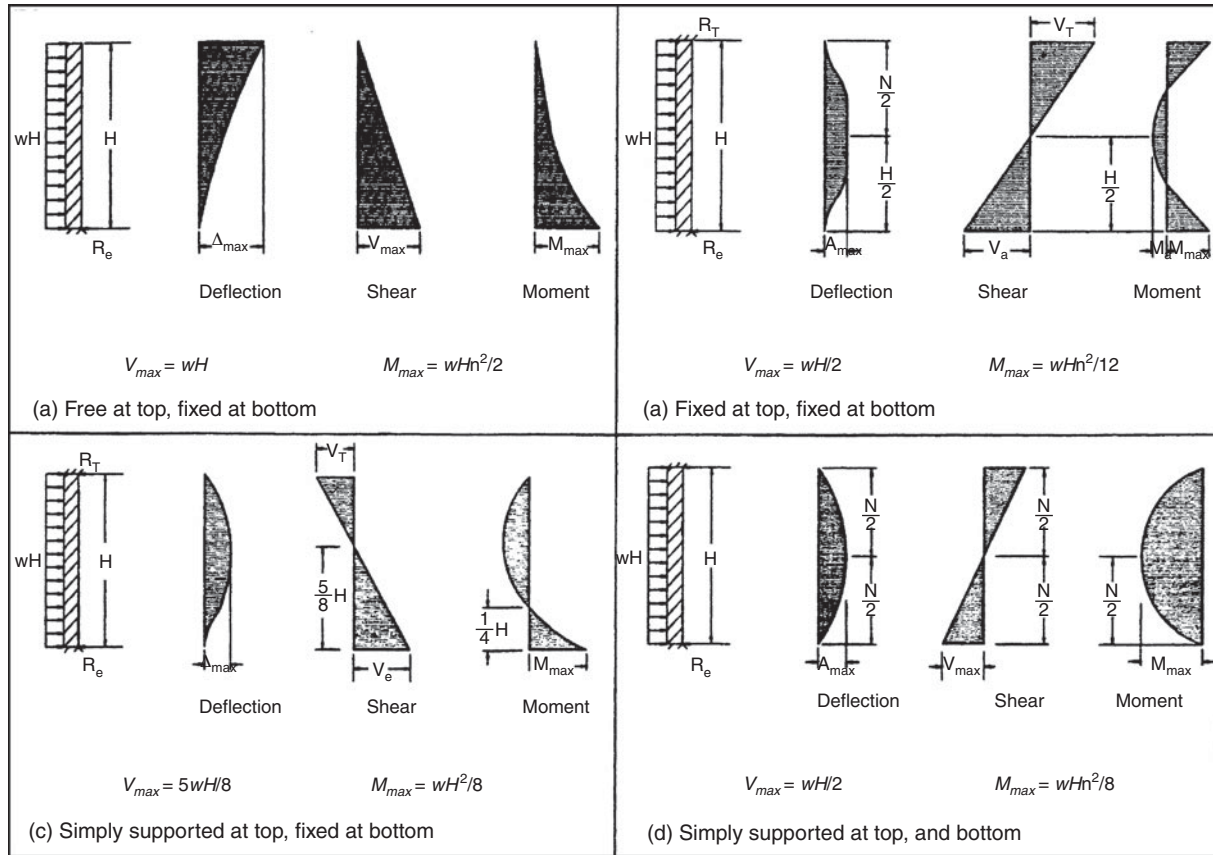 wH
H
R_e
Δ_max
V_max
M_max
Deflection
Shear
Moment
V_max = wH
M_max = wHn²/2
(a) Free at top, fixed at bottom
R_T
wH
H
R_e
A_max
N/2
H/2
V_T
V_a
H/2
M_a
M_max
Deflection
Shear
Moment
V_max = wH/2
M_max = wHn²/12
(a) Fixed at top, fixed at bottom
R_T
wH
H
R_e
Δ_max
V_T
5/8 H
V_e
1/4 H
M_max
Deflection
Shear
Moment
V_max = 5wH/8
M_max = wH²/8
(c) Simply supported at top, fixed at bottom
wH
H
R_e
A_max
N/2
N/2
V_max
N/2
N/2
N/2
M_max
Deflection
Shear
Moment
V_max = wH/2
M_max = wHn²/8
(d) Simply supported at top, and bottom